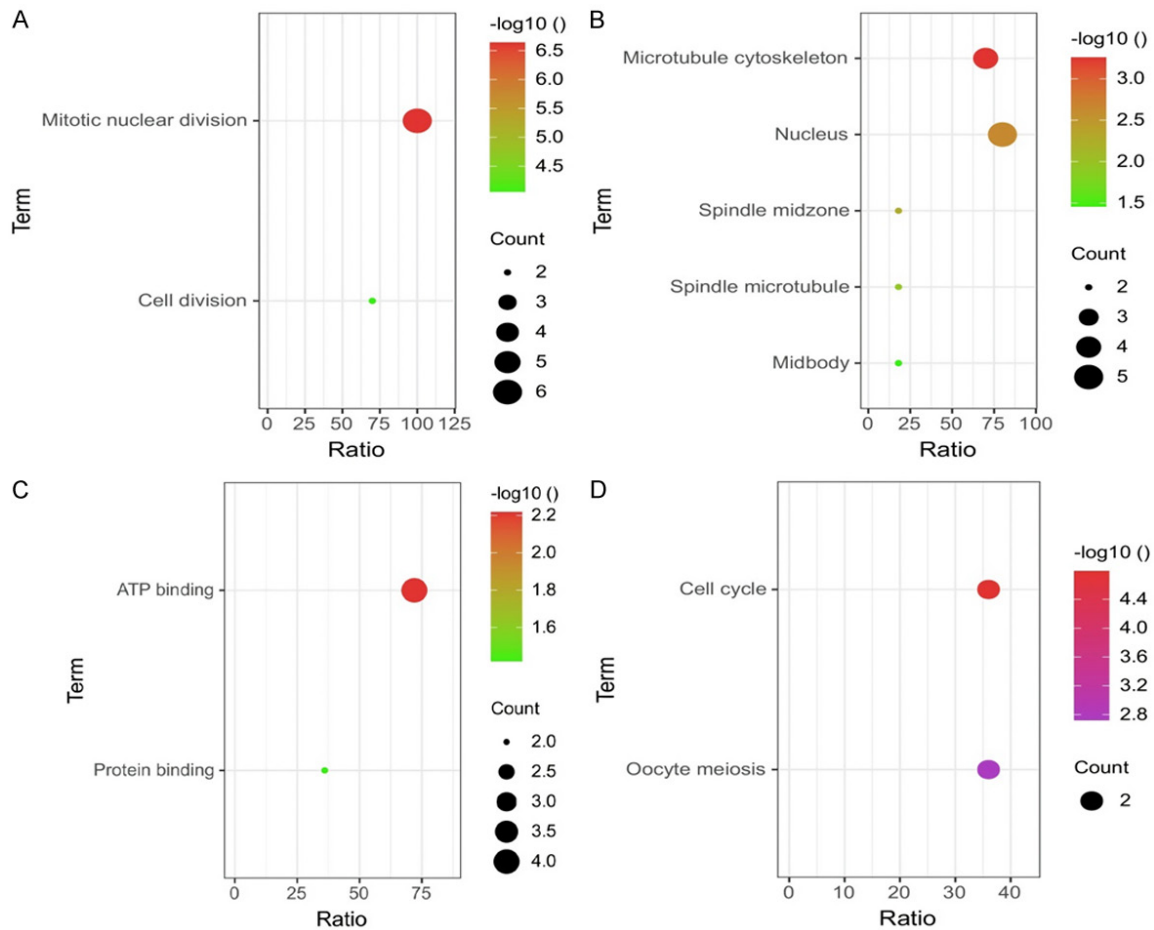 A
-log10 ()
6.5
6.0
5.5
5.0
4.5
Mitotic nuclear division
Cell division
Term
Count
2
3
4
5
6
0 25 50 75 100 125
Ratio
B
-log10 ()
3.0
2.5
2.0
1.5
Microtubule cytoskeleton
Nucleus
Spindle midzone
Spindle microtubule
Midbody
Term
Count
2
3
4
5
0 25 50 75 100
Ratio
C
-log10 ()
2.2
2.0
1.8
1.6
ATP binding
Protein binding
Term
Count
2.0
2.5
3.0
3.5
4.0
0 25 50 75
Ratio
D
-log10 ()
4.4
4.0
3.6
3.2
2.8
Cell cycle
Oocyte meiosis
Term
Count
2
0 10 20 30 40
Ratio